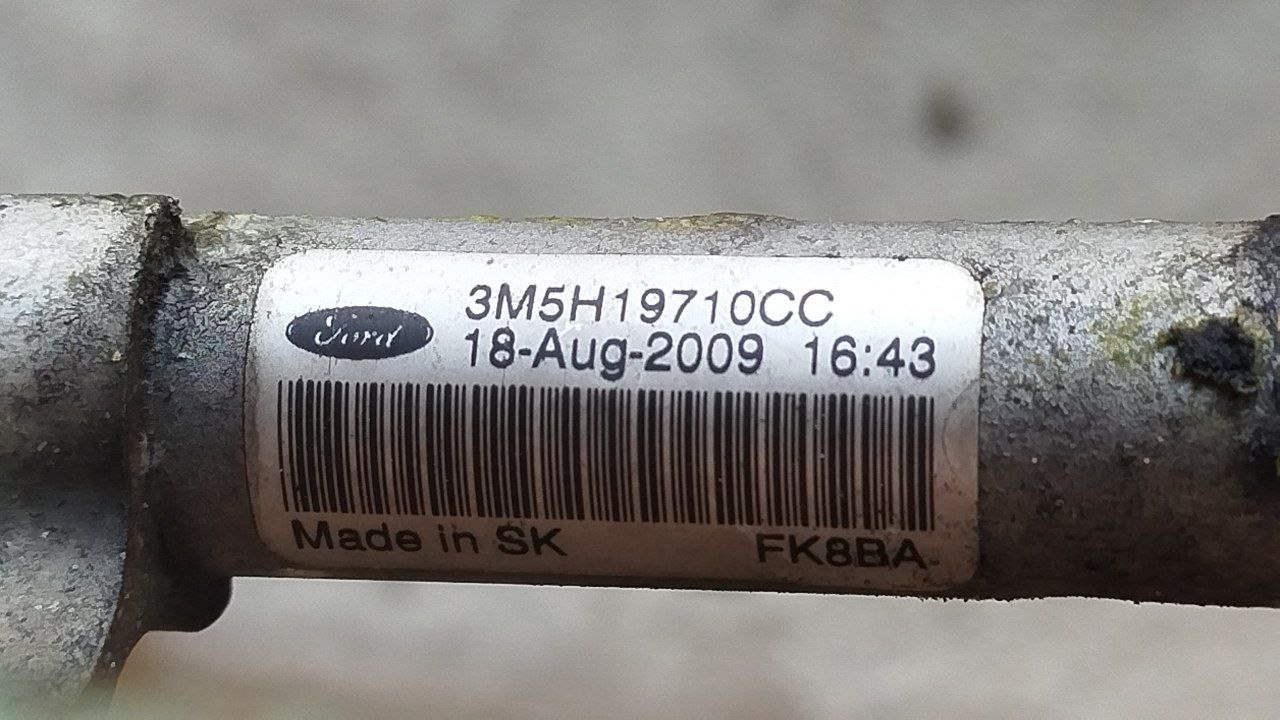 Ford
3M5H19710CC
18-Aug-2009 16:43
Made in SK FK8BA